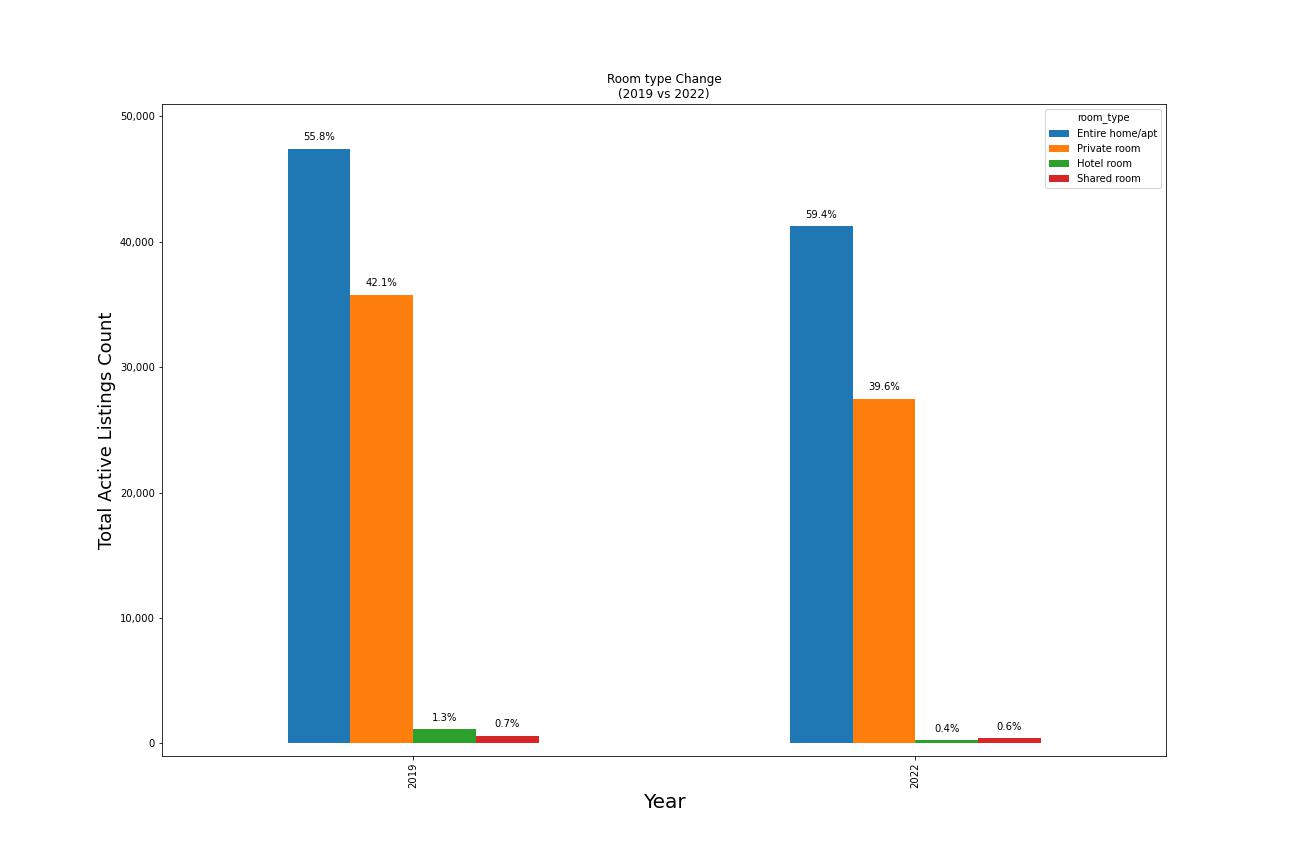 Room type Change
(2019 vs 2022)
room_type
Entire home/apt
Private room
Hotel room
Shared room
Total Active Listings Count
50,000
40,000
30,000
20,000
10,000
0
55.8%
42.1%
1.3%
0.7%
59.4%
39.6%
0.4%
0.6%
2019
2022
Year